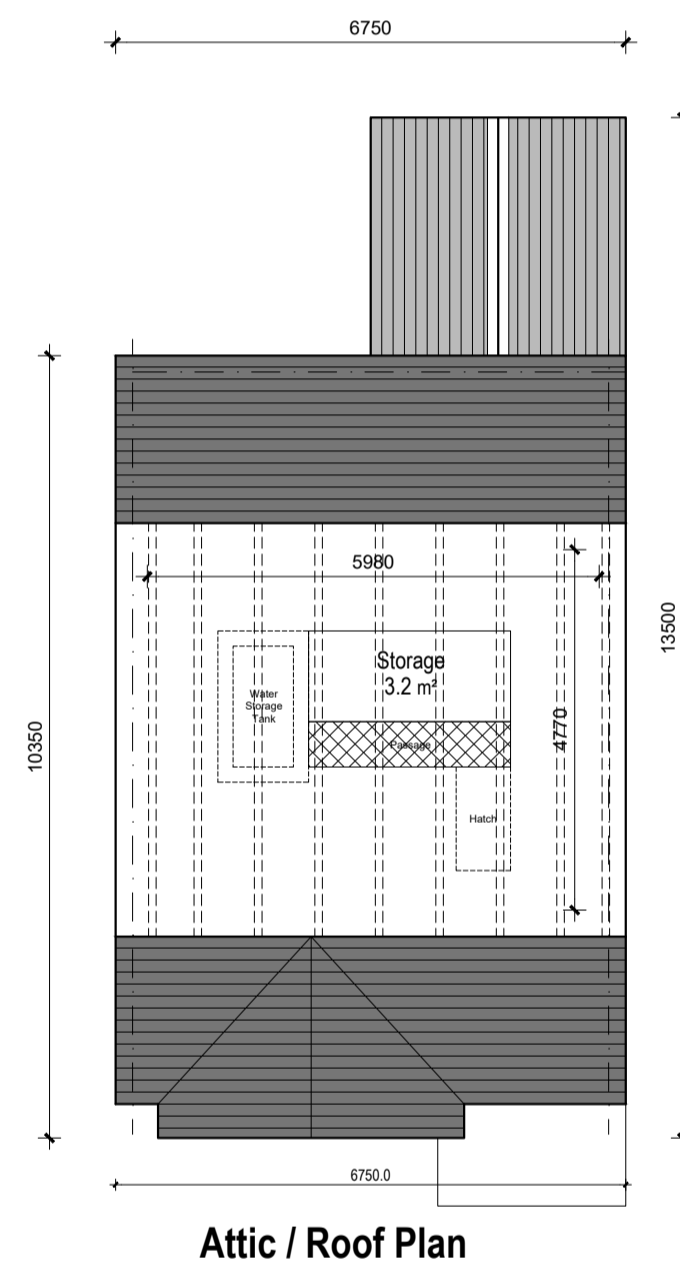 6750
5980
Storage
3.2 m²
Water
Storage
Tank
Passage
Hatch
4770
10350
13500
6750.0
Attic / Roof Plan